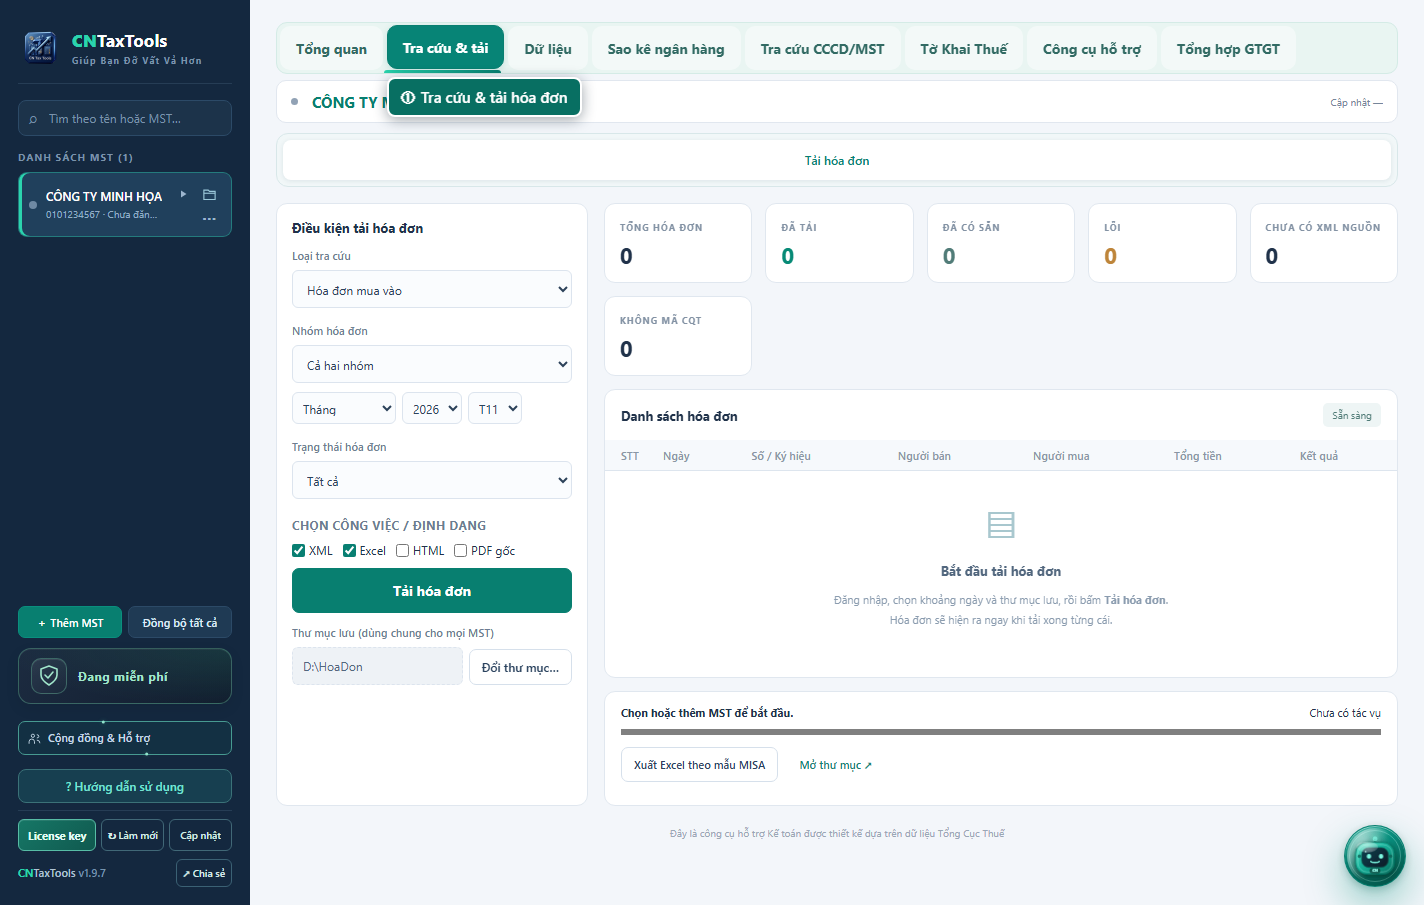 CNTaxTools
Giúp Bạn Đỡ Vất Vả Hơn
Tìm theo tên hoặc MST...
DANH SÁCH MST (1)
CÔNG TY MINH HỌA
0101234567 · Chưa đăn...
+ Thêm MST
Đồng bộ tất cả
Đang miễn phí
Cộng đồng & Hỗ trợ
? Hướng dẫn sử dụng
License key
↻ Làm mới
Cập nhật
CNTaxTools v1.9.7
↗ Chia sẻ
Tổng quan
Tra cứu & tải
Dữ liệu
Sao kê ngân hàng
Tra cứu CCCD/MST
Tờ Khai Thuế
Công cụ hỗ trợ
Tổng hợp GTGT
① Tra cứu & tải hóa đơn
CÔNG TY
Cập nhật —
Tải hóa đơn
Điều kiện tải hóa đơn
Loại tra cứu
Hóa đơn mua vào
Nhóm hóa đơn
Cả hai nhóm
Tháng
2026
T11
Trạng thái hóa đơn
Tất cả
CHỌN CÔNG VIỆC / ĐỊNH DẠNG
XML
Excel
HTML
PDF gốc
Tải hóa đơn
Thư mục lưu (dùng chung cho mọi MST)
D:\HoaDon
Đổi thư mục...
TỔNG HÓA ĐƠN
0
ĐÃ TẢI
0
ĐÃ CÓ SẴN
0
LỖI
0
CHƯA CÓ XML NGUỒN
0
KHÔNG MÃ CQT
0
Danh sách hóa đơn
Sẵn sàng
STT
Ngày
Số / Ký hiệu
Người bán
Người mua
Tổng tiền
Kết quả
Bắt đầu tải hóa đơn
Đăng nhập, chọn khoảng ngày và thư mục lưu, rồi bấm Tải hóa đơn.
Hóa đơn sẽ hiện ra ngay khi tải xong từng cái.
Chọn hoặc thêm MST để bắt đầu.
Chưa có tác vụ
Xuất Excel theo mẫu MISA
Mở thư mục ↗
Đây là công cụ hỗ trợ Kế toán được thiết kế dựa trên dữ liệu Tổng Cục Thuế